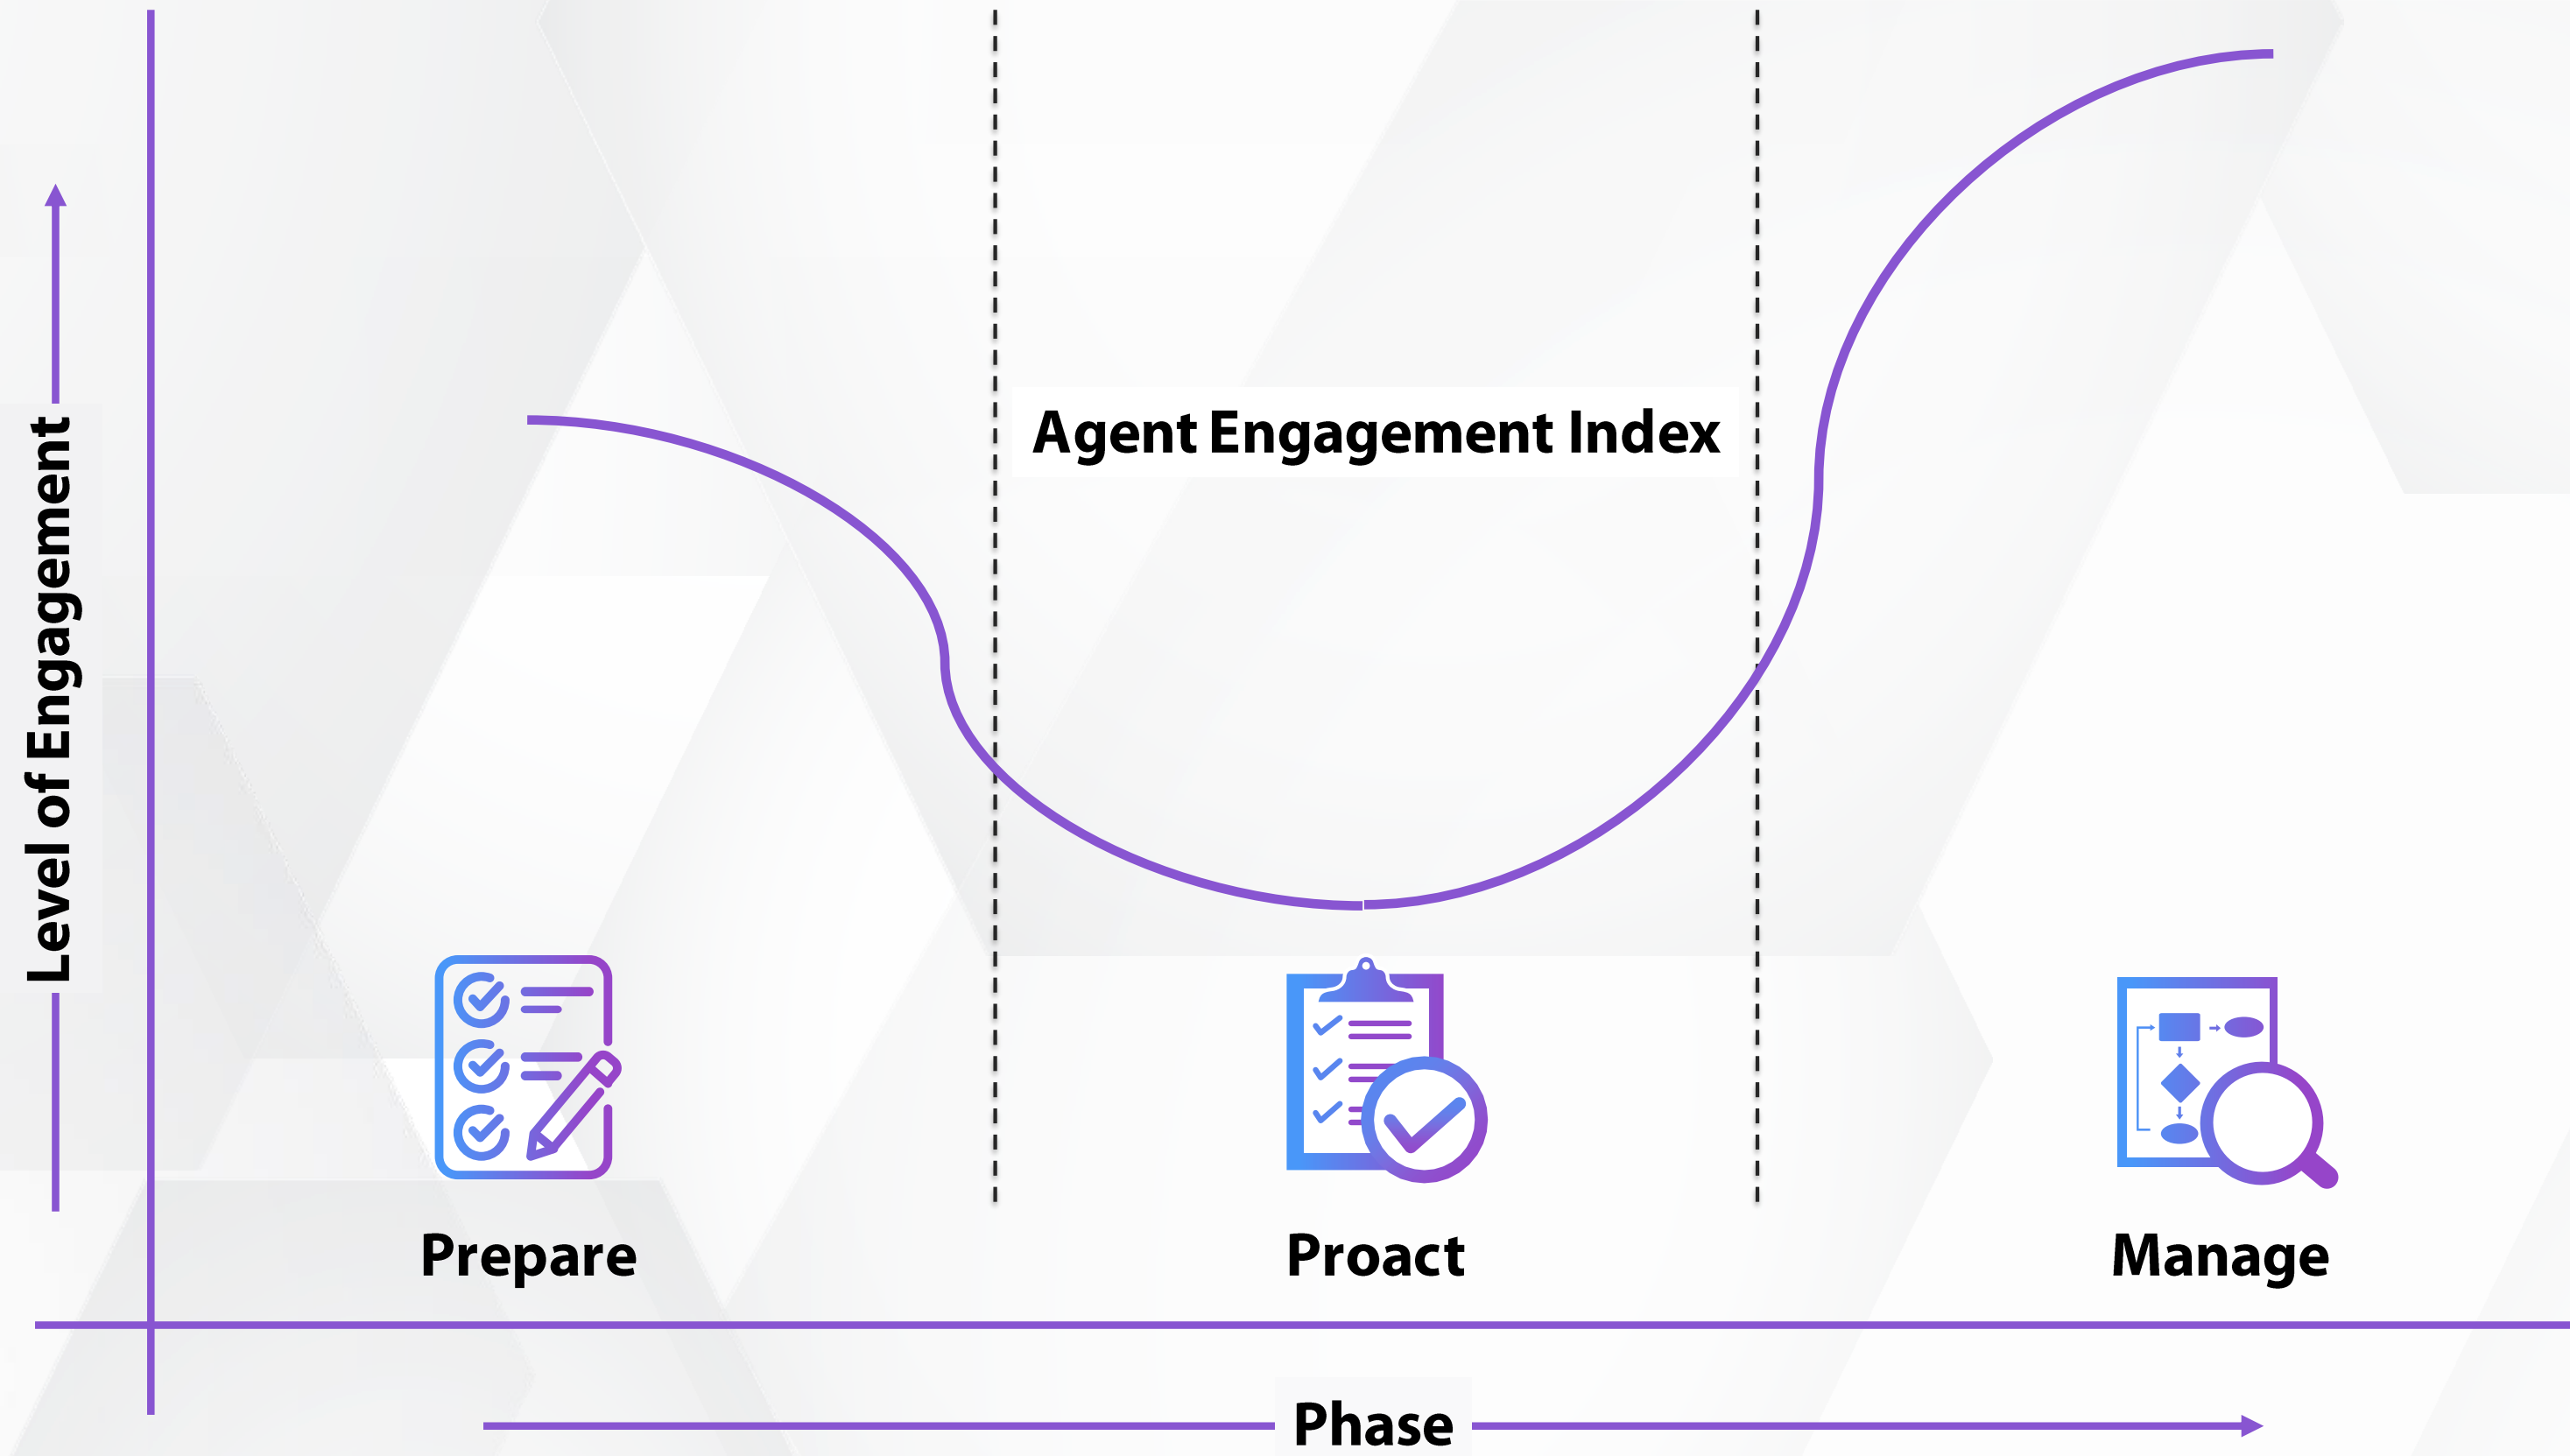 Agent Engagement Index
Level of Engagement
Prepare
Proact
Manage
Phase